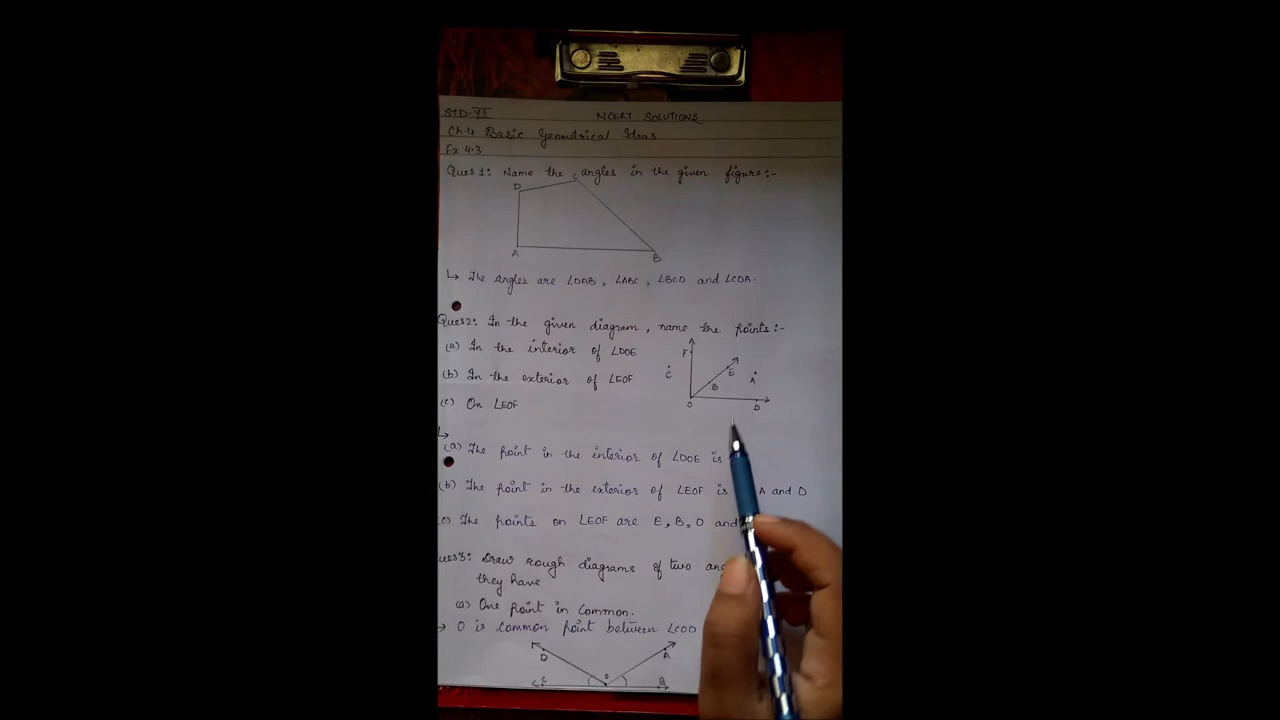 STD-VI NCERT SOLUTIONS
Ch-4 Basic Geometrical Ideas
Ex 4.3
Ques 1: Name the angles in the given figure:-
D C
A B
↳ The angles are ∠DAB, ∠ABC, ∠BCD and ∠CDA.
Ques 2: In the given diagram, name the points:-
(a) In the interior of ∠DOE
(b) In the exterior of ∠EOF
(c) On ∠EOF
F
C E A
B
O D
(a) The point in the interior of ∠DOE is
(b) The point in the exterior of ∠EOF is A and D
(c) The points on ∠EOF are E, B, O and
ues 3: Draw rough diagrams of two
they have
(a) One point in Common.
→ O is common point between ∠COD
D A
C O B